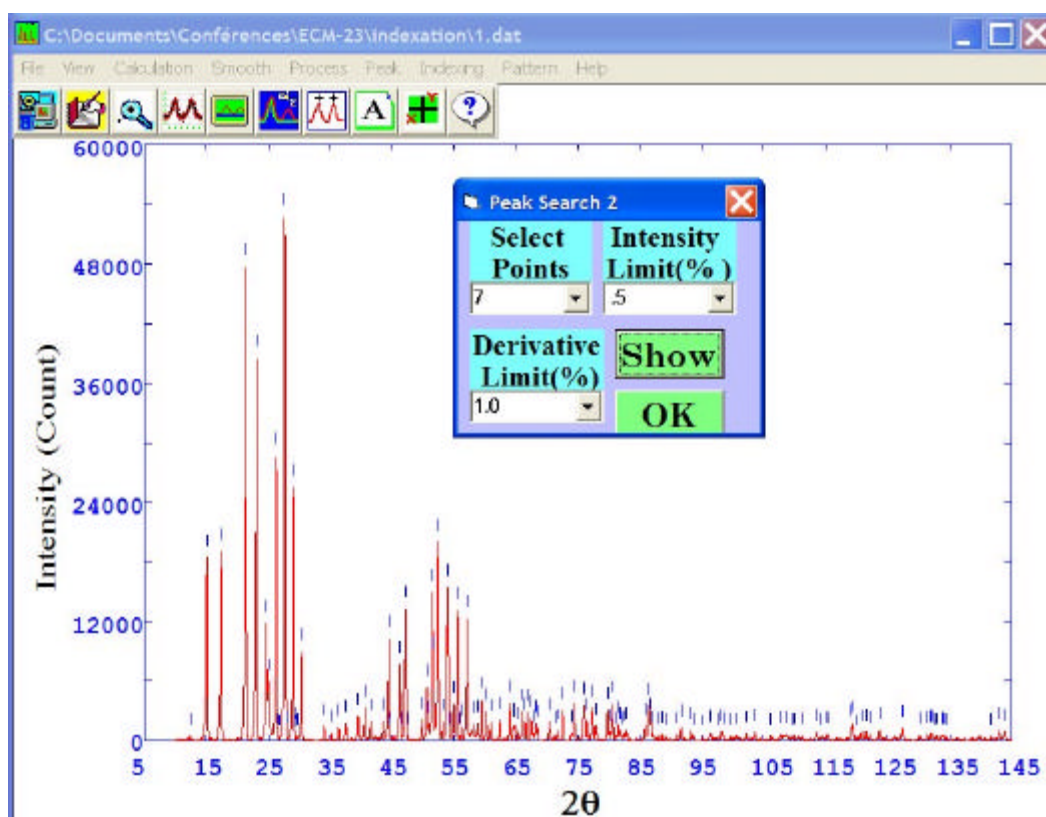 C:\Documents\Conférences\ECM-23\Indexation\1.dat
File View Calculation Smooth Process Peak Indexing Pattern Help
A ?
60000
48000
36000
24000
12000
0
Intensity (Count)
Peak Search 2
Select Points
Intensity Limit(% )
7
.5
Derivative Limit(%)
Show
1.0
OK
5 15 25 35 45 55 65 75 85 95 105 115 125 135 145
2θ